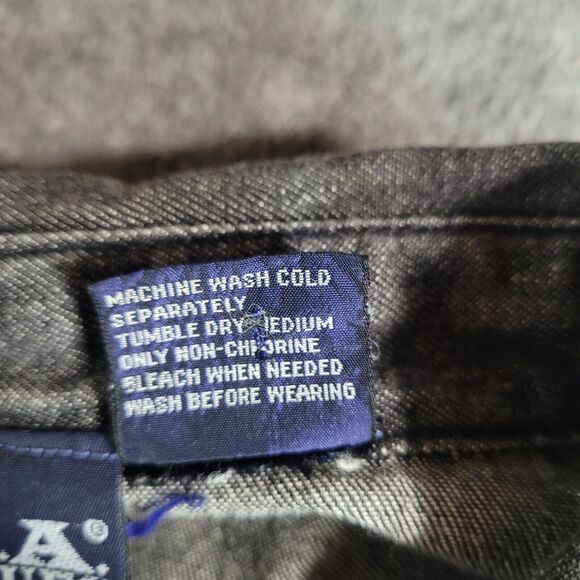 MACHINE WASH COLD
SEPARATELY
TUMBLE DRY MEDIUM
ONLY NON-CHLORINE
BLEACH WHEN NEEDED
WASH BEFORE WEARING
.A®